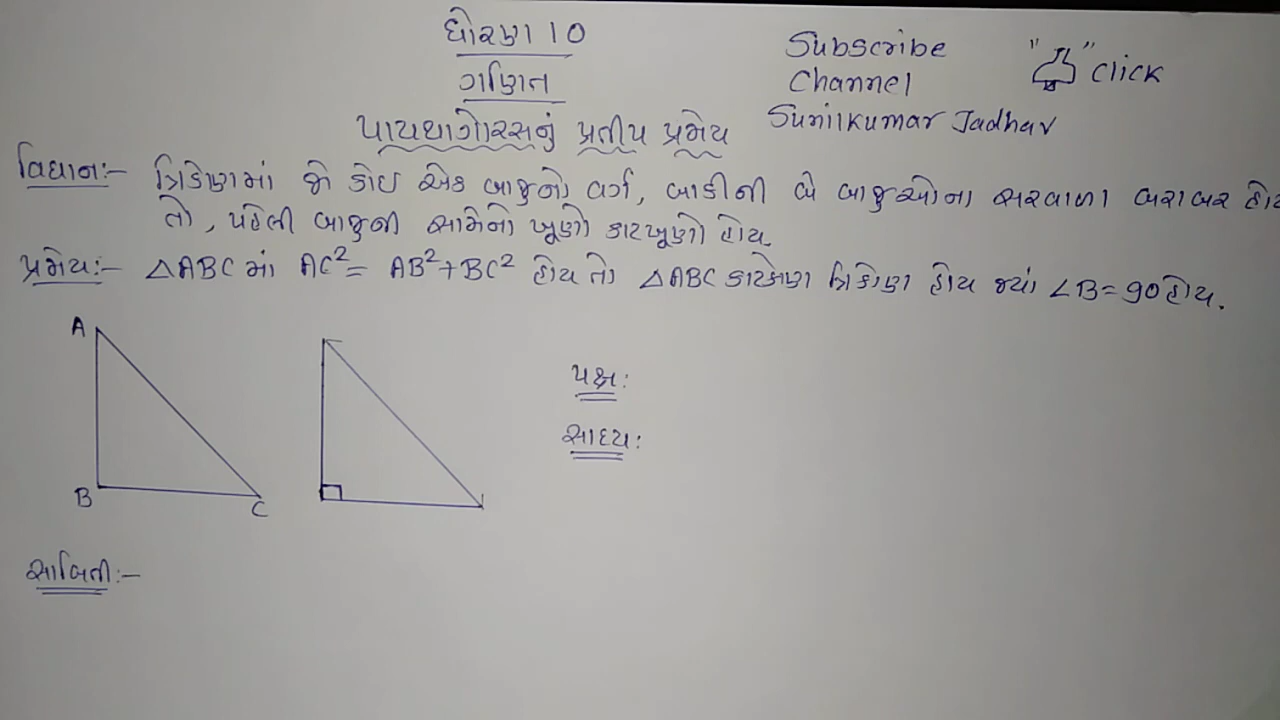 ધોરણ 10
ગણિત
પાયથાગોરસનું પ્રતીપ પ્રમેય
Subscribe
Channel
Sunilkumar Jadhav
"🔔" click
વિધાન:- ત્રિકોણમાં જો કોઇ એક બાજુનો વર્ગ, બાકીની બે બાજુઓના સરવાળા બરાબર હોય
તો, પહેલી બાજુની સામેનો ખૂણો કાટખૂણો હોય.
પ્રમેય:- △ABC માં AC²= AB²+BC² હોય તો △ABC કાટકોણ ત્રિકોણ હોય જ્યાં ∠B=90 હોય.
A
B
C
પક્ષ:
સાધ્ય:
સાબિતી:-